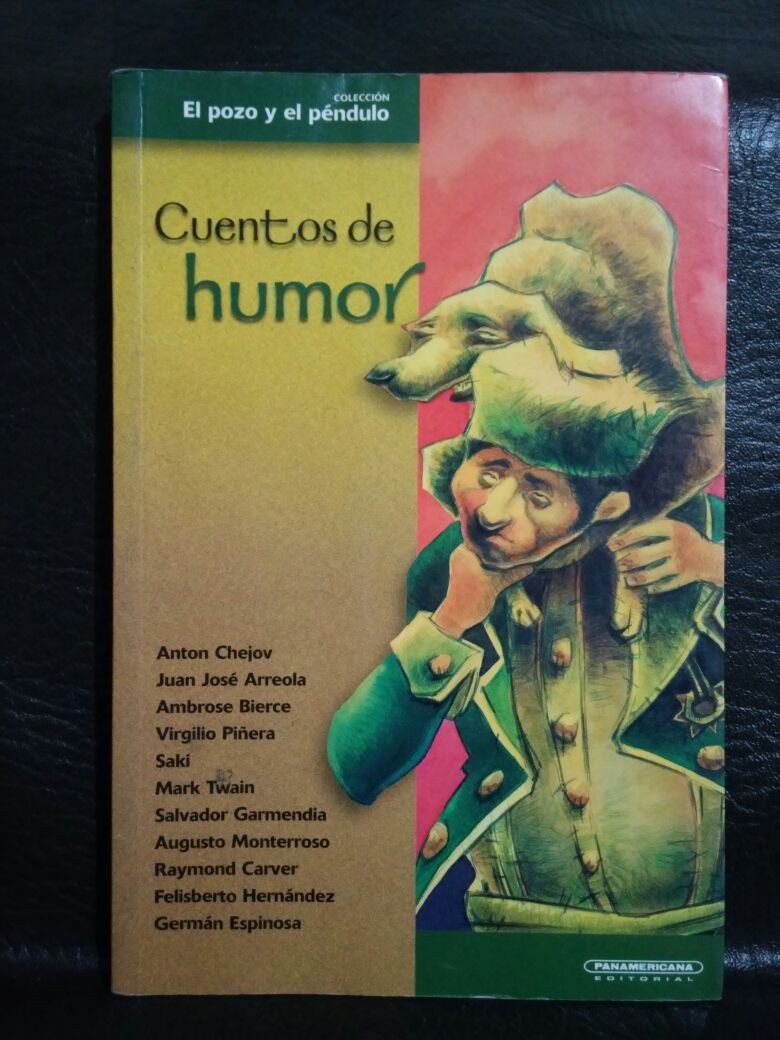 COLECCIÓN
El pozo y el péndulo
Cuentos de
humor
Anton Chejov
Juan José Arreola
Ambrose Bierce
Virgilio Piñera
Saki
Mark Twain
Salvador Garmendia
Augusto Monterroso
Raymond Carver
Felisberto Hernández
Germán Espinosa
PANAMERICANA
EDITORIAL